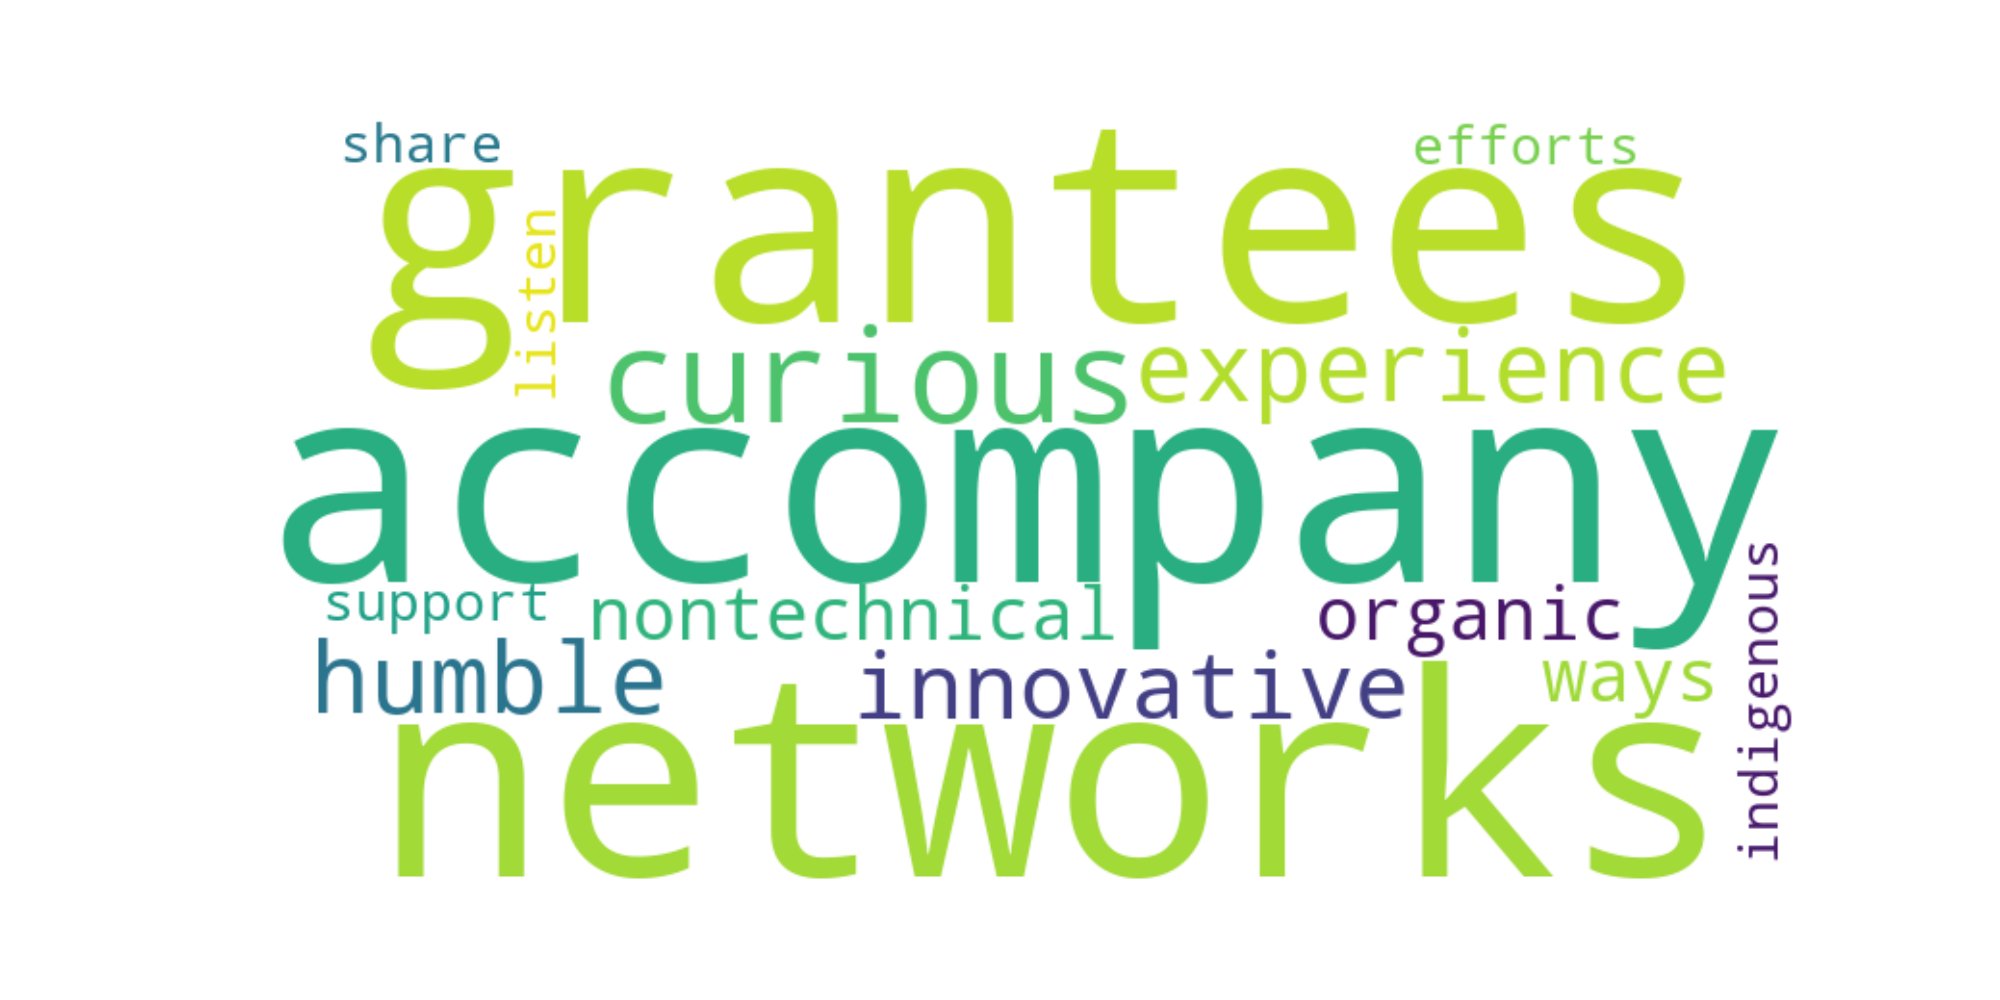 share
efforts
grantees
listen
curious
experience
accompany
support
nontechnical
organic
indigenous
humble
innovative
ways
networks